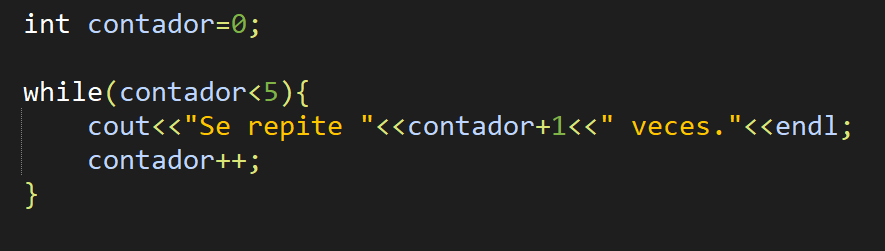 int contador=0;
while(contador<5){
    cout<<"Se repite "<<contador+1<<" veces."<<endl;
    contador++;
}